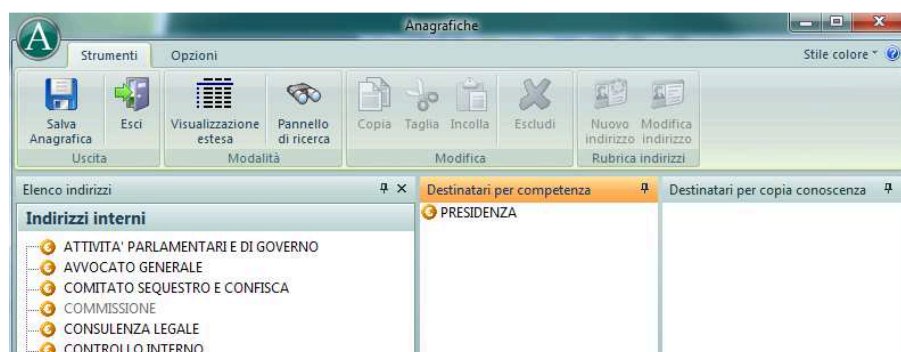 Anagrafiche
A
Strumenti Opzioni Stile colore
Salva Anagrafica
Esci
Visualizzazione estesa
Pannello di ricerca
Copia Taglia Incolla Escludi
Nuovo indirizzo
Modifica indirizzo
Uscita Modalità Modifica Rubrica indirizzi
Elenco indirizzi
Destinatari per competenza
Destinatari per copia conoscenza
Indirizzi interni
PRESIDENZA
ATTIVITA' PARLAMENTARI E DI GOVERNO
AVVOCATO GENERALE
COMITATO SEQUESTRO E CONFISCA
COMMISSIONE
CONSULENZA LEGALE
CONTROLLO INTERNO